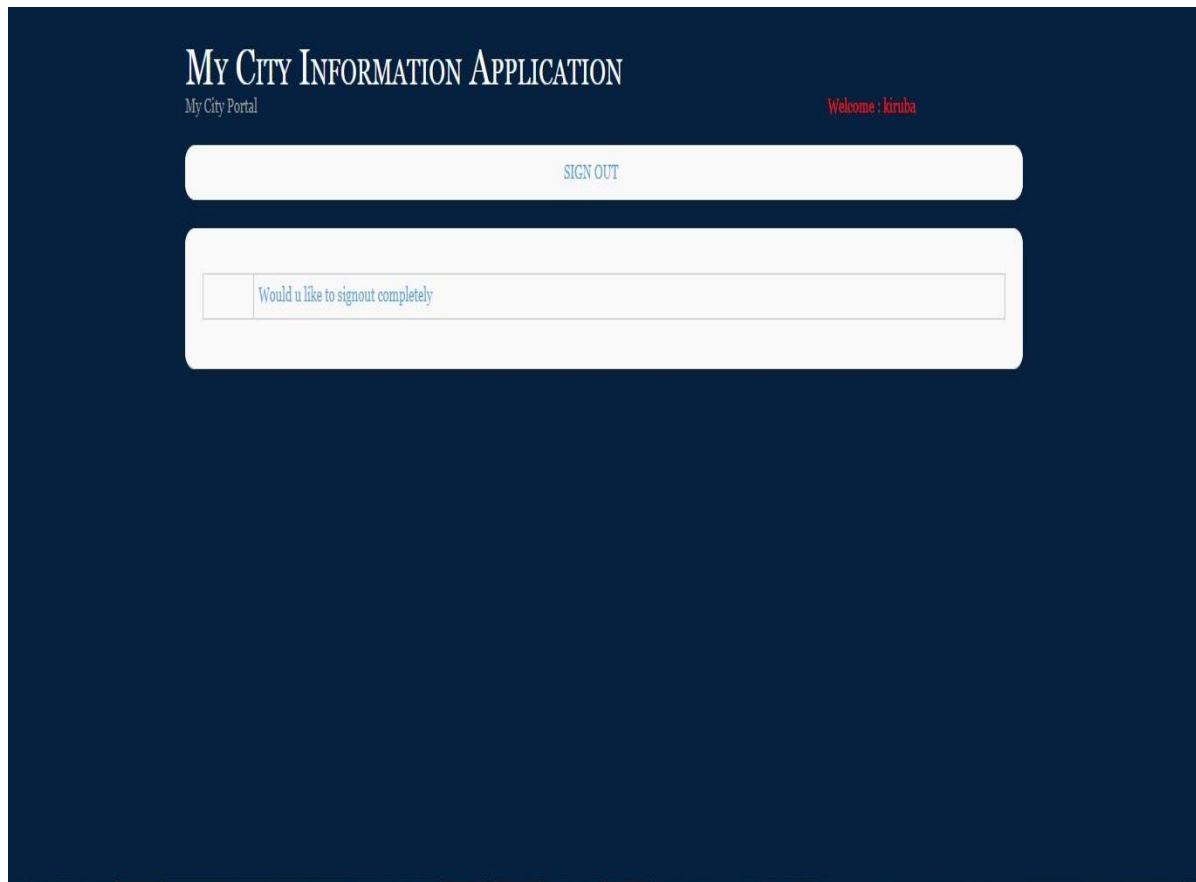 My City Information Application
My City Portal
Welcome : kiruba
SIGN OUT
Would u like to signout completely